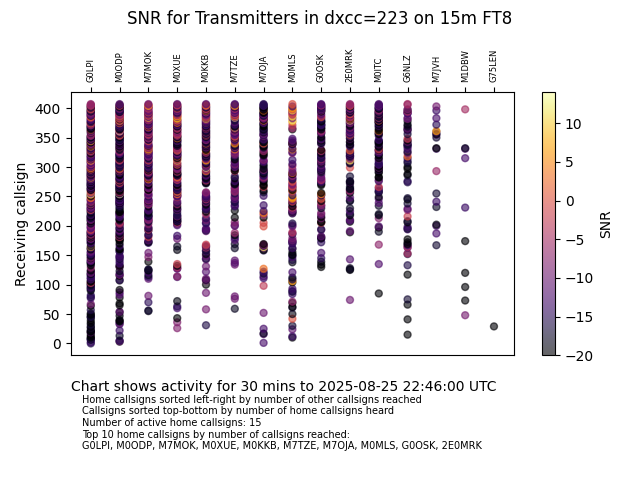 SNR for Transmitters in dxcc=223 on 15m FT8
G0LPI M0ODP M7MOK M0XUE M0KKB M7TZE M7OJA M0MLS G0OSK 2E0MRK M0ITC G6NLZ M7JVH M1DBW G75LEN
400
350
300
250
200
150
100
50
0
Receiving callsign
10
5
0
−5
−10
−15
−20
SNR
Chart shows activity for 30 mins to 2025-08-25 22:46:00 UTC
Home callsigns sorted left-right by number of other callsigns reached
Callsigns sorted top-bottom by number of home callsigns heard
Number of active home callsigns: 15
Top 10 home callsigns by number of callsigns reached:
G0LPI, M0ODP, M7MOK, M0XUE, M0KKB, M7TZE, M7OJA, M0MLS, G0OSK, 2E0MRK